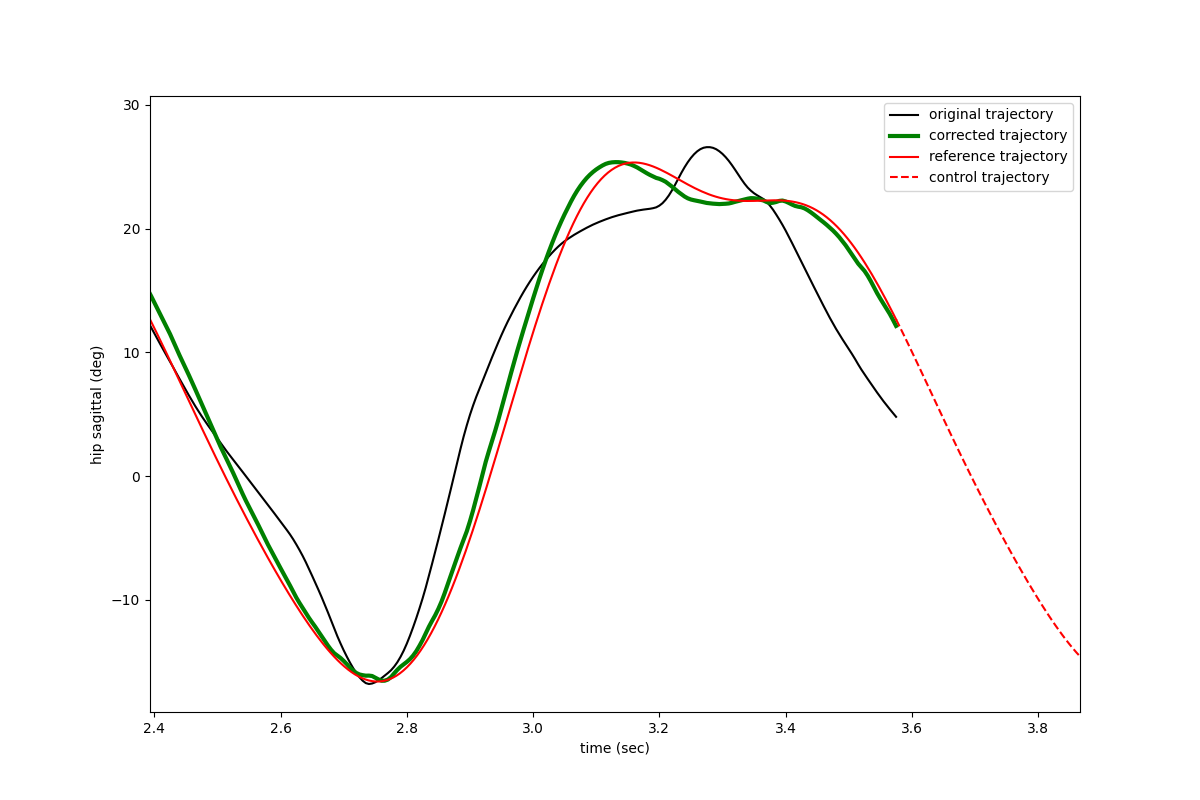 original trajectory
corrected trajectory
reference trajectory
control trajectory
30
20
10
0
−10
hip sagittal (deg)
2.4 2.6 2.8 3.0 3.2 3.4 3.6 3.8
time (sec)